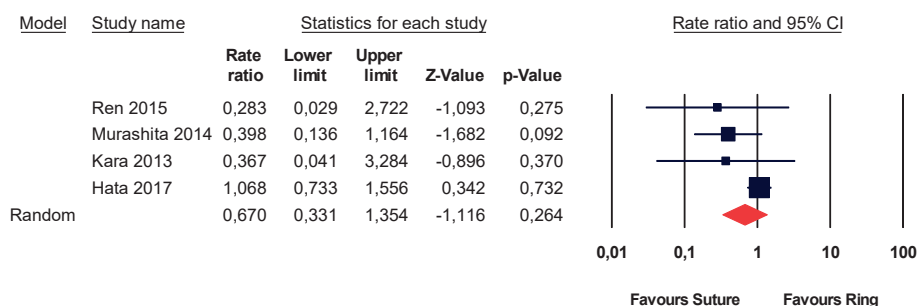 Model Study name Statistics for each study Rate ratio and 95% CI
Rate ratio Lower limit Upper limit Z-Value p-Value
Ren 2015 0,283 0,029 2,722 -1,093 0,275
Murashita 2014 0,398 0,136 1,164 -1,682 0,092
Kara 2013 0,367 0,041 3,284 -0,896 0,370
Hata 2017 1,068 0,733 1,556 0,342 0,732
Random 0,670 0,331 1,354 -1,116 0,264
0,01 0,1 1 10 100
Favours Suture Favours Ring